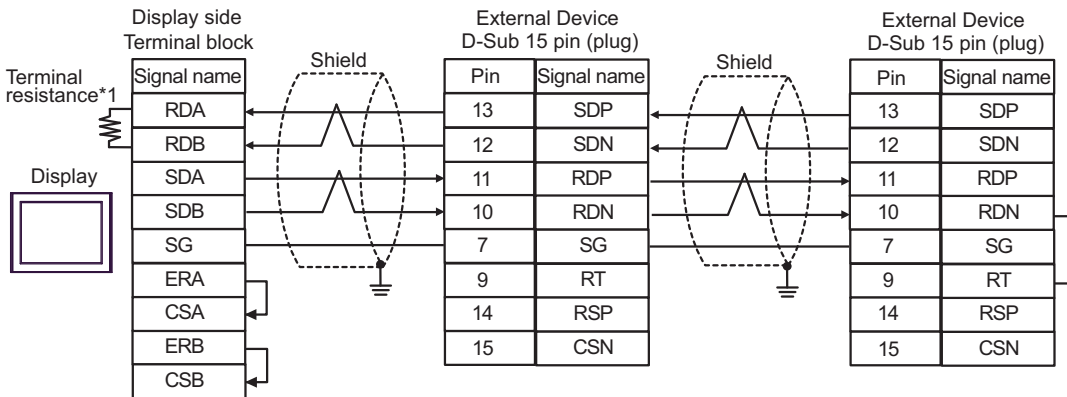 Display side
Terminal block
External Device
D-Sub 15 pin (plug)
External Device
D-Sub 15 pin (plug)
Terminal
resistance*1
Shield
Shield
Display
Signal name
RDA
RDB
SDA
SDB
SG
ERA
CSA
ERB
CSB
Pin Signal name
13 SDP
12 SDN
11 RDP
10 RDN
7 SG
9 RT
14 RSP
15 CSN
Pin Signal name
13 SDP
12 SDN
11 RDP
10 RDN
7 SG
9 RT
14 RSP
15 CSN